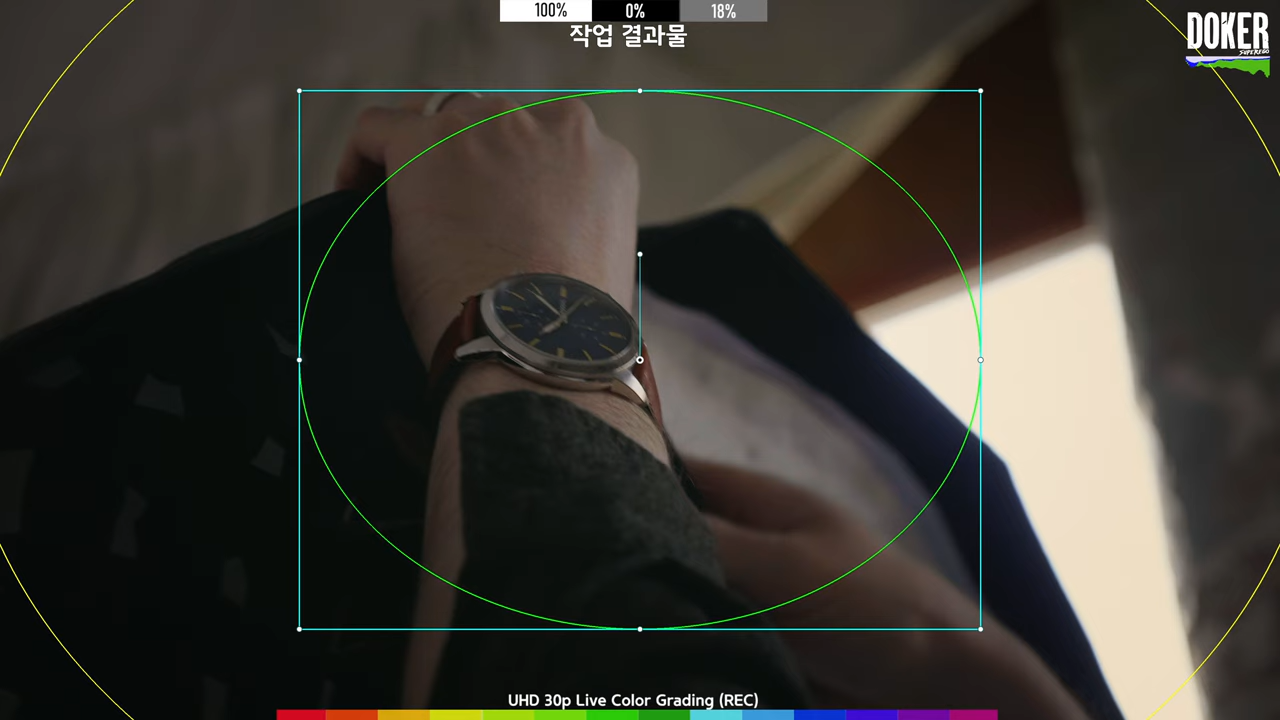 100% 0% 18%
작업 결과물
DOKER
SUPEREGO
UHD 30p Live Color Grading (REC)